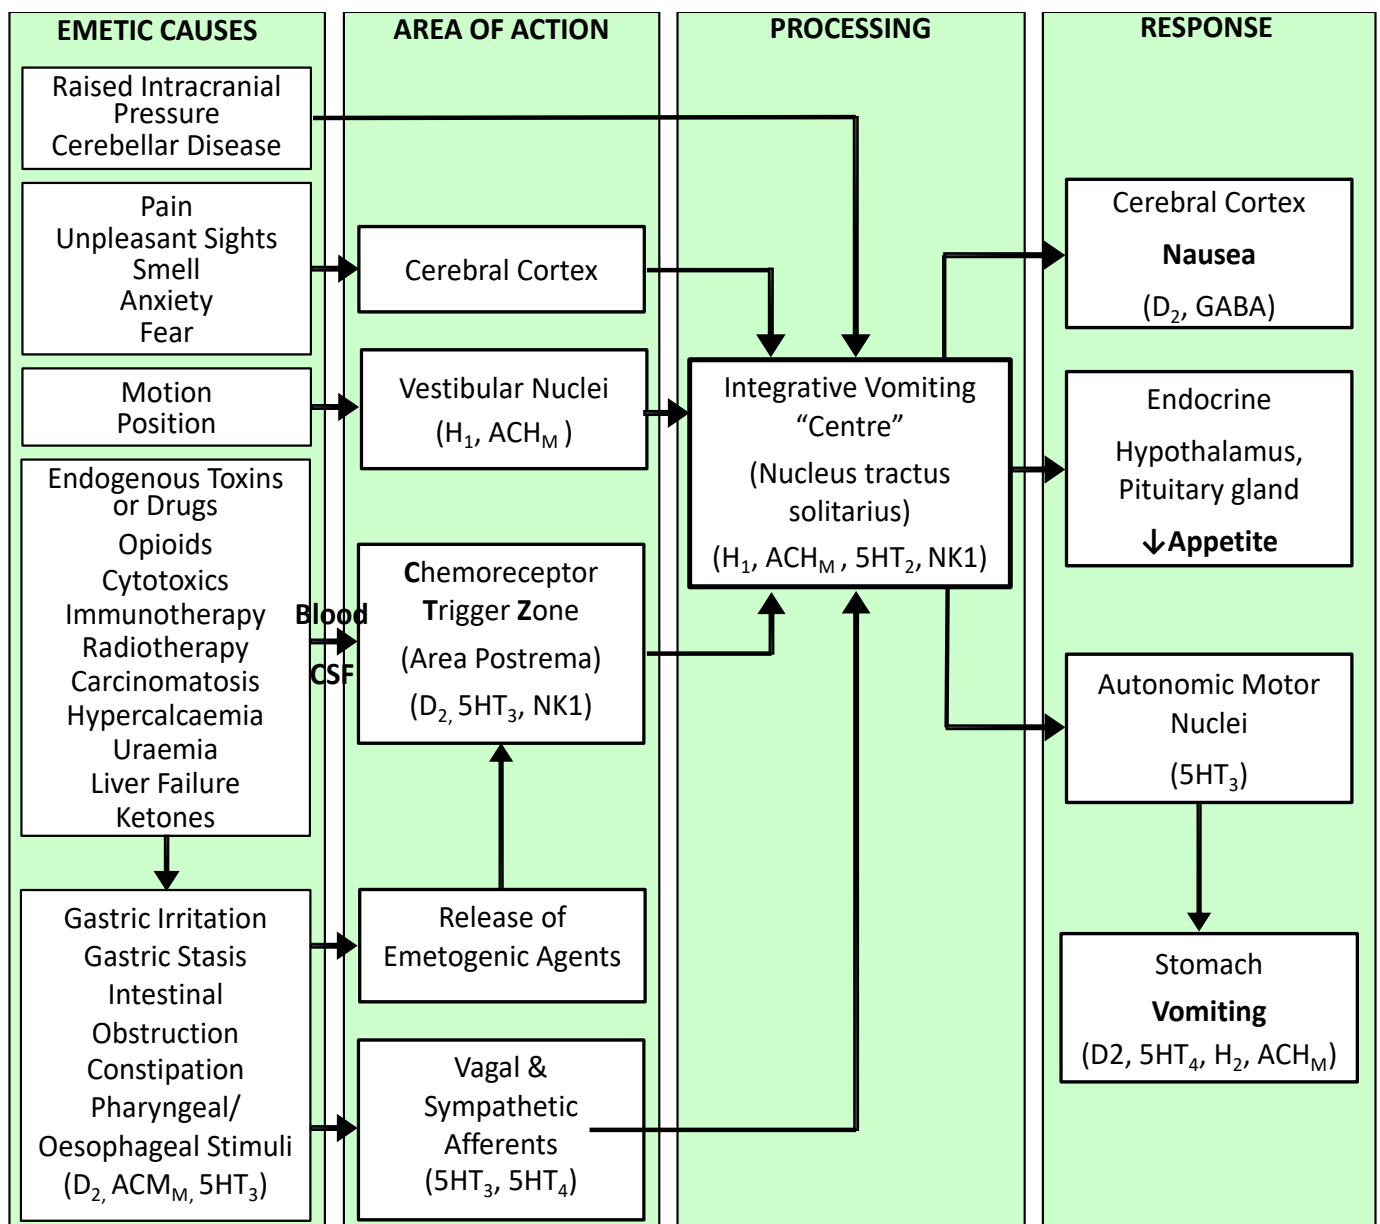 EMETIC CAUSES
Raised Intracranial
Pressure
Cerebellar Disease
Pain
Unpleasant Sights
Smell
Anxiety
Fear
Motion
Position
Endogenous Toxins
or Drugs
Opioids
Cytotoxics
Immunotherapy
Radiotherapy
Carcinomatosis
Hypercalcaemia
Uraemia
Liver Failure
Ketones
Gastric Irritation
Gastric Stasis
Intestinal
Obstruction
Constipation
Pharyngeal/
Oesophageal Stimuli
(D₂, ACMM, 5HT₃)
Blood
CSF
AREA OF ACTION
Cerebral Cortex
Vestibular Nuclei
(H₁, ACHM )
Chemoreceptor
Trigger Zone
(Area Postrema)
(D₂, 5HT₃, NK1)
Release of
Emetogenic Agents
Vagal &
Sympathetic
Afferents
(5HT₃, 5HT₄)
PROCESSING
Integrative Vomiting
“Centre”
(Nucleus tractus
solitarius)
(H₁, ACHM , 5HT₂, NK1)
RESPONSE
Cerebral Cortex
Nausea
(D₂, GABA)
Endocrine
Hypothalamus,
Pituitary gland
↓Appetite
Autonomic Motor
Nuclei
(5HT₃)
Stomach
Vomiting
(D2, 5HT₄, H₂, ACHM)